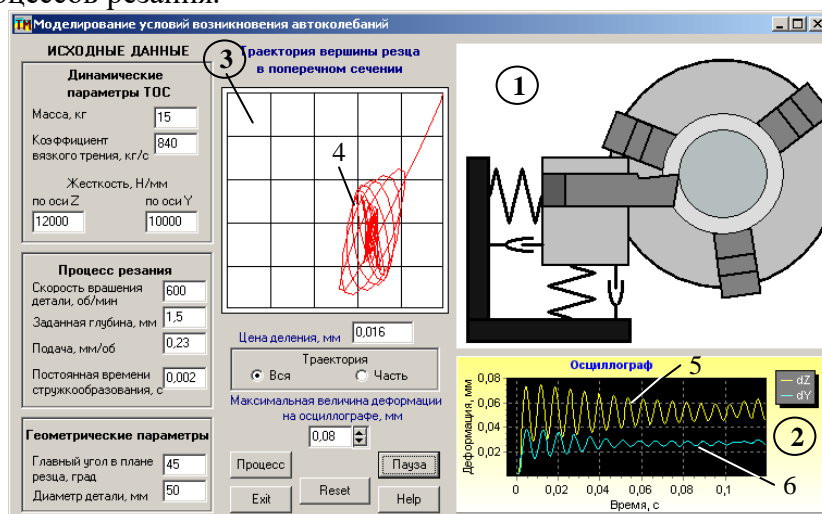 оцессов резания.
ТМ Моделирование условий возникновения автоколебаний
ИСХОДНЫЕ ДАННЫЕ
Динамические
параметры ТОС
Масса, кг 15
Коэффициент
вязкого трения, кг/с 840
Жесткость, Н/мм
по оси Z по оси Y
12000 10000
Процесс резания
Скорость врашения
детали, об/мин 600
Заданная глубина, мм 1,5
Подача, мм/об 0,23
Постоянная времени
стружкообразования, с 0,002
Геометрические параметры
Главный угол в плане
резца, град 45
Диаметр детали, мм 50
3
Траектория вершины резца
в поперечном сечении
4
Цена деления, мм 0,016
Траектория
Вся Часть
Максимальная величина деформации
на осциллографе, мм
0,08
Процесс Пауза
Exit Reset Help
1
Осциллограф
5
dZ
dY
2
6
Деформация, мм
0,08
0,06
0,04
0,02
0 0,02 0,04 0,06 0,08 0,1
Время, с